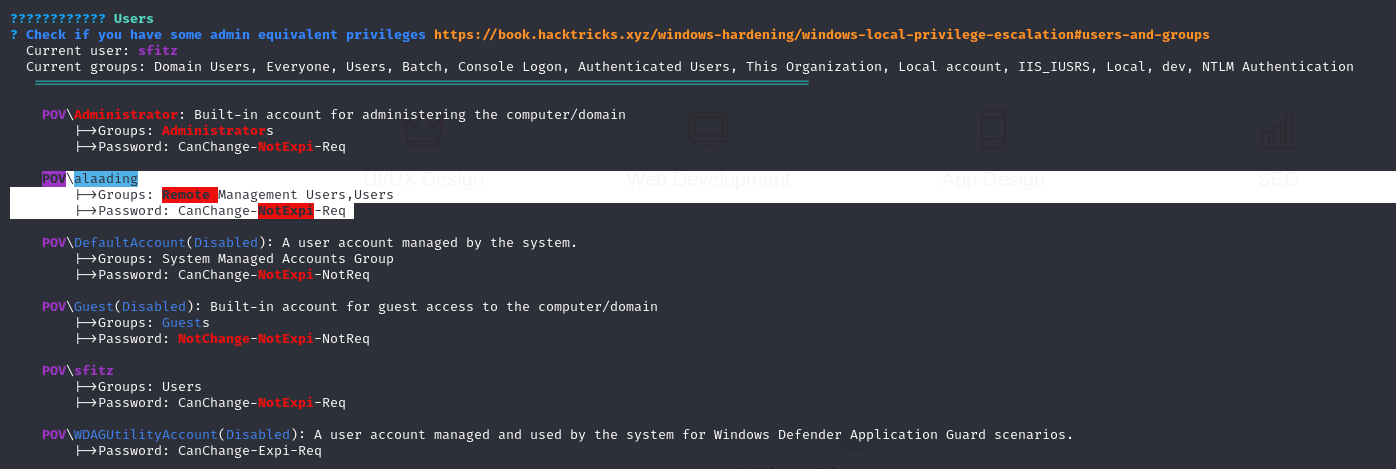 ???????????? Users
? Check if you have some admin equivalent privileges https://book.hacktricks.xyz/windows-hardening/windows-local-privilege-escalation#users-and-groups
Current user: sfitz
Current groups: Domain Users, Everyone, Users, Batch, Console Logon, Authenticated Users, This Organization, Local account, IIS_IUSRS, Local, dev, NTLM Authentication
=================================================================================================
POV\Administrator: Built-in account for administering the computer/domain
|->Groups: Administrators
|->Password: CanChange-NotExpi-Req
POV\alaading
|->Groups: Remote Management Users,Users
|->Password: CanChange-NotExpi-Req
UI/UX Design Web Development App Design SEO
POV\DefaultAccount(Disabled): A user account managed by the system.
|->Groups: System Managed Accounts Group
|->Password: CanChange-NotExpi-NotReq
POV\Guest(Disabled): Built-in account for guest access to the computer/domain
|->Groups: Guests
|->Password: NotChange-NotExpi-NotReq
POV\sfitz
|->Groups: Users
|->Password: CanChange-NotExpi-Req
POV\WDAGUtilityAccount(Disabled): A user account managed and used by the system for Windows Defender Application Guard scenarios.
|->Password: CanChange-Expi-Req